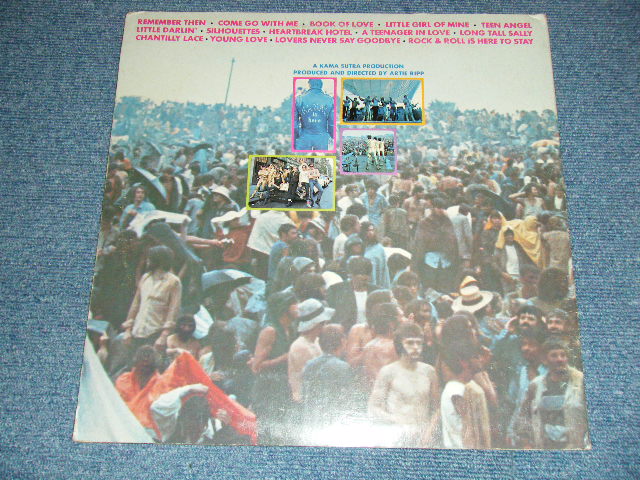 REMEMBER THEN • COME GO WITH ME • BOOK OF LOVE • LITTLE GIRL OF MINE • TEEN ANGEL
LITTLE DARLIN' • SILHOUETTES • HEARTBREAK HOTEL • A TEENAGER IN LOVE • LONG TALL SALLY
CHANTILLY LACE • YOUNG LOVE • LOVERS NEVER SAY GOODBYE • ROCK & ROLL IS HERE TO STAY
A KAMA SUTRA PRODUCTION
PRODUCED AND DIRECTED BY ARTIE RIPP
is
here